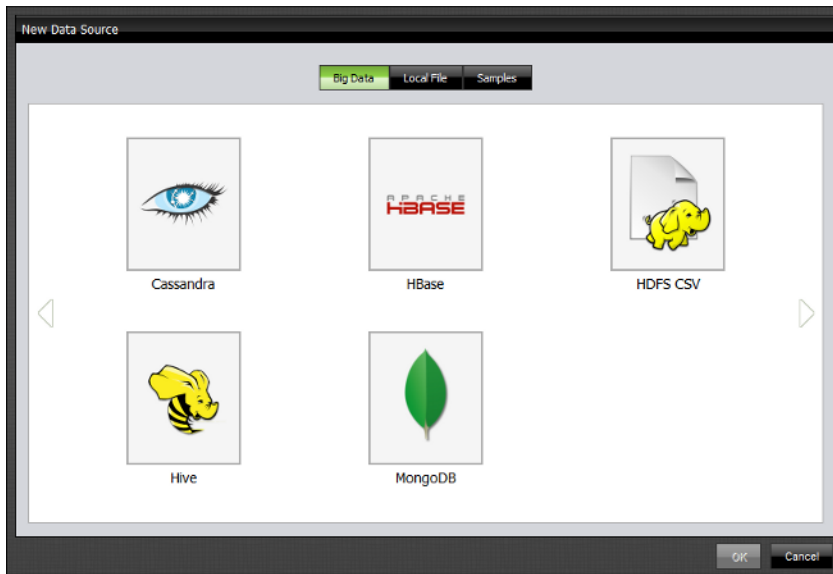 New Data Source
Big Data Local File Samples
APACHE
HBASE
Cassandra HBase HDFS CSV
Hive MongoDB
OK Cancel